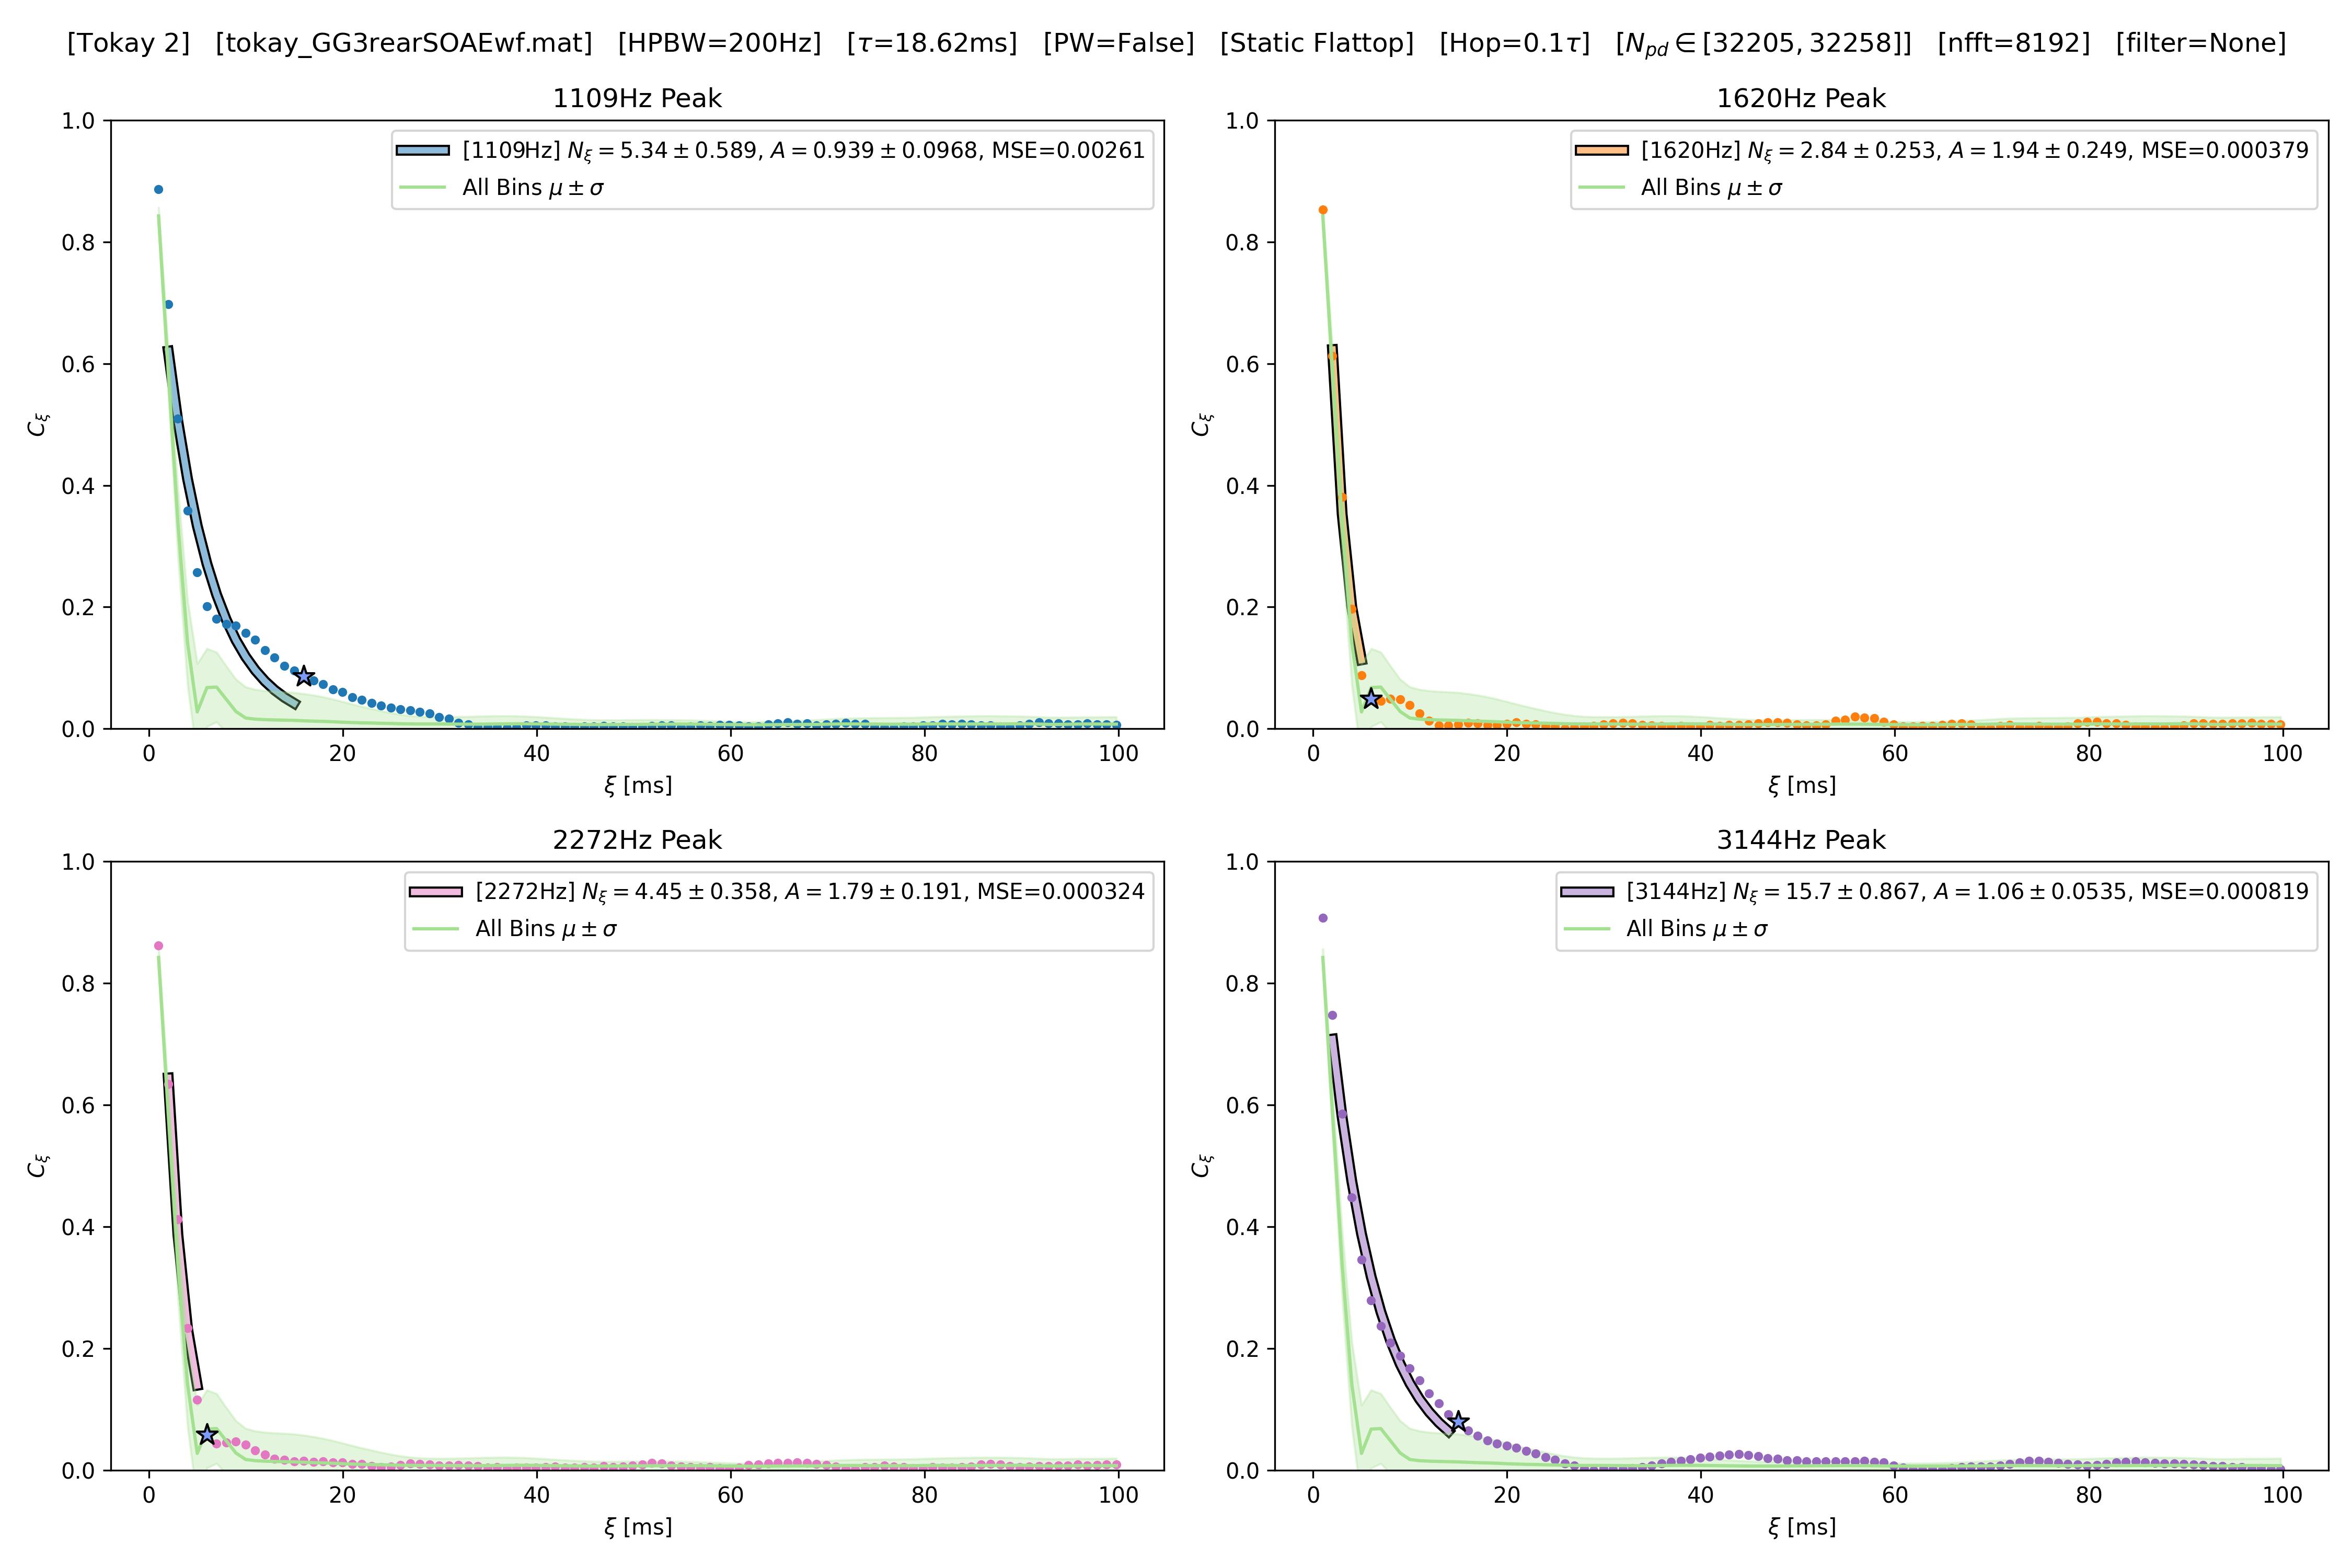 [Tokay 2] [tokay_GG3rearSOAEwf.mat] [HPBW=200Hz] [τ=18.62ms] [PW=False] [Static Flattop] [Hop=0.1τ] [N_{pd} ∈ [32205, 32258]] [nfft=8192] [filter=None]
1109Hz Peak
[1109Hz] N_ξ = 5.34 ± 0.589, A = 0.939 ± 0.0968, MSE=0.00261
All Bins μ ± σ
1.0
0.8
0.6
0.4
0.2
0.0
C_ξ
0 20 40 60 80 100
ξ [ms]
1620Hz Peak
[1620Hz] N_ξ = 2.84 ± 0.253, A = 1.94 ± 0.249, MSE=0.000379
All Bins μ ± σ
1.0
0.8
0.6
0.4
0.2
0.0
C_ξ
0 20 40 60 80 100
ξ [ms]
2272Hz Peak
[2272Hz] N_ξ = 4.45 ± 0.358, A = 1.79 ± 0.191, MSE=0.000324
All Bins μ ± σ
1.0
0.8
0.6
0.4
0.2
0.0
C_ξ
0 20 40 60 80 100
ξ [ms]
3144Hz Peak
[3144Hz] N_ξ = 15.7 ± 0.867, A = 1.06 ± 0.0535, MSE=0.000819
All Bins μ ± σ
1.0
0.8
0.6
0.4
0.2
0.0
C_ξ
0 20 40 60 80 100
ξ [ms]